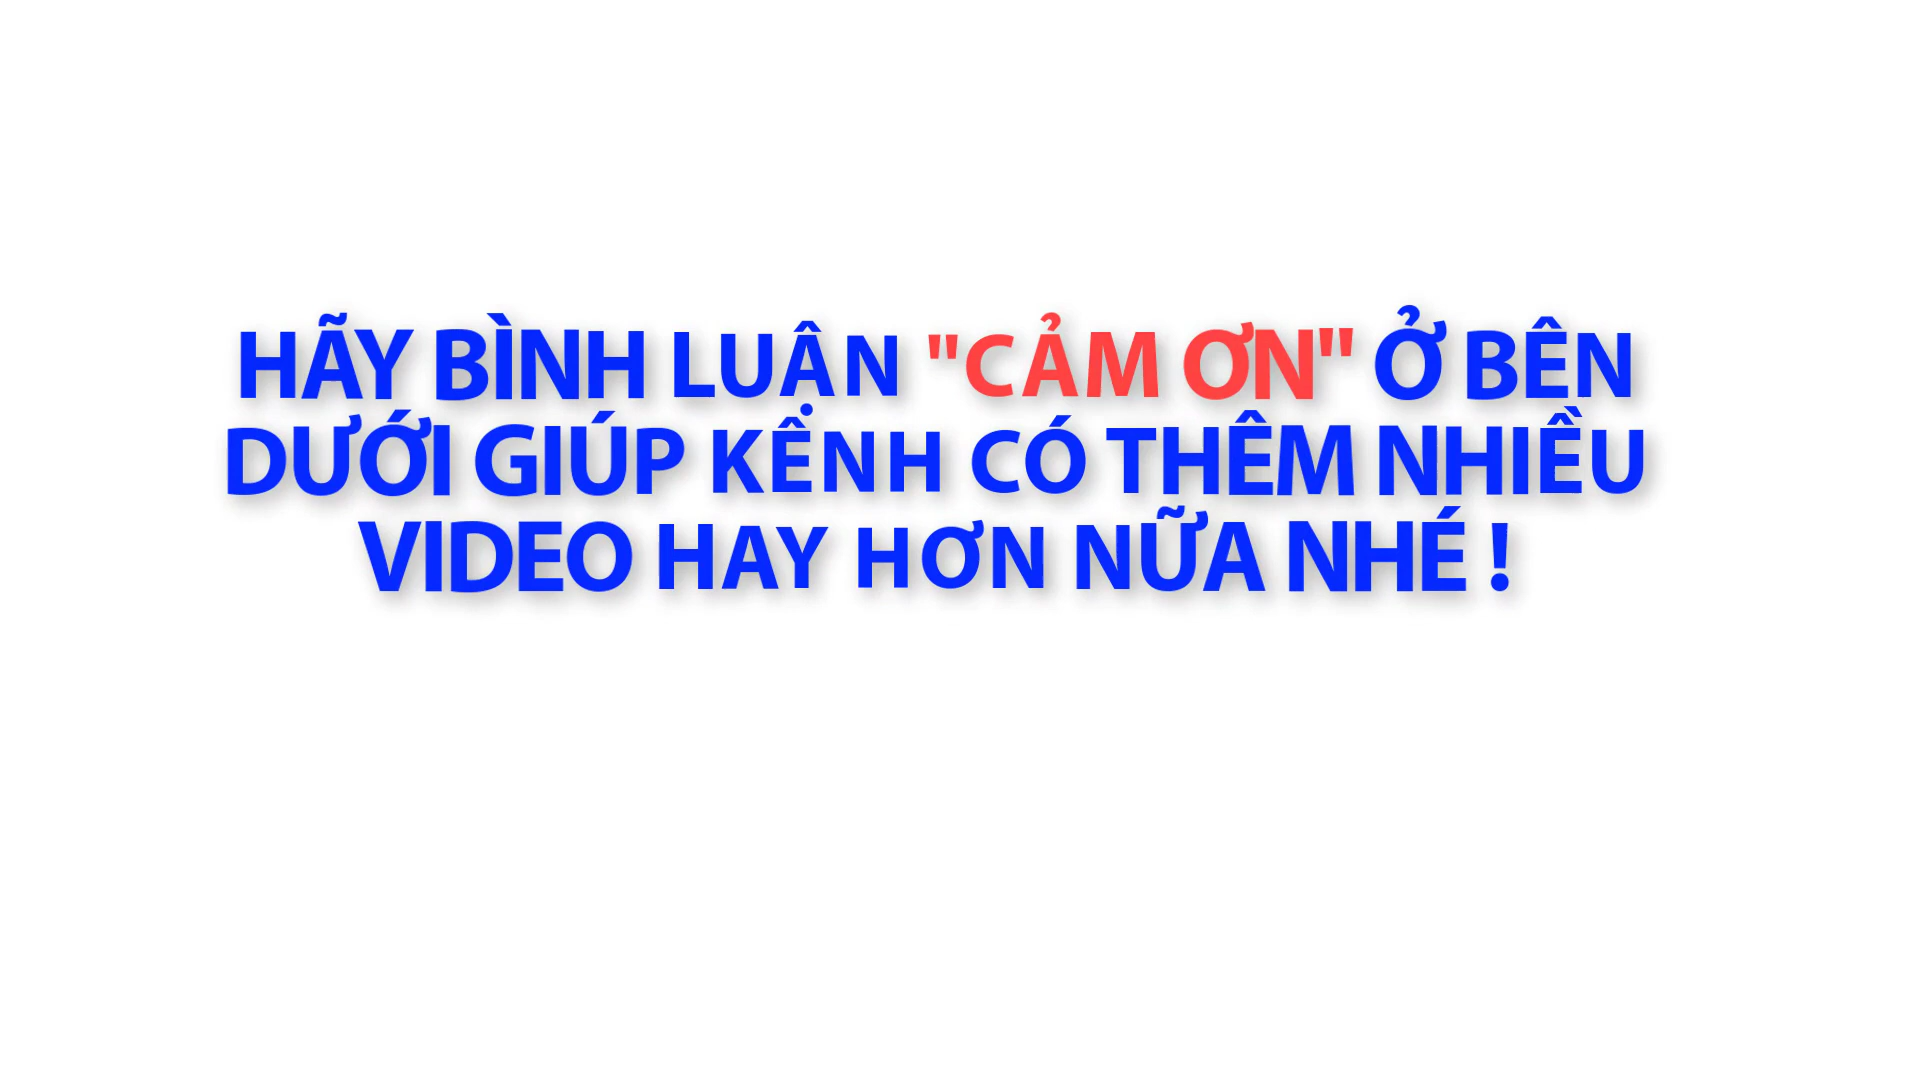 HÃY BÌNH LUẬN "CẢM ƠN" Ở BÊN
DƯỚI GIÚP KÊNH CÓ THÊM NHIỀU
VIDEO HAY HƠN NỮA NHÉ !